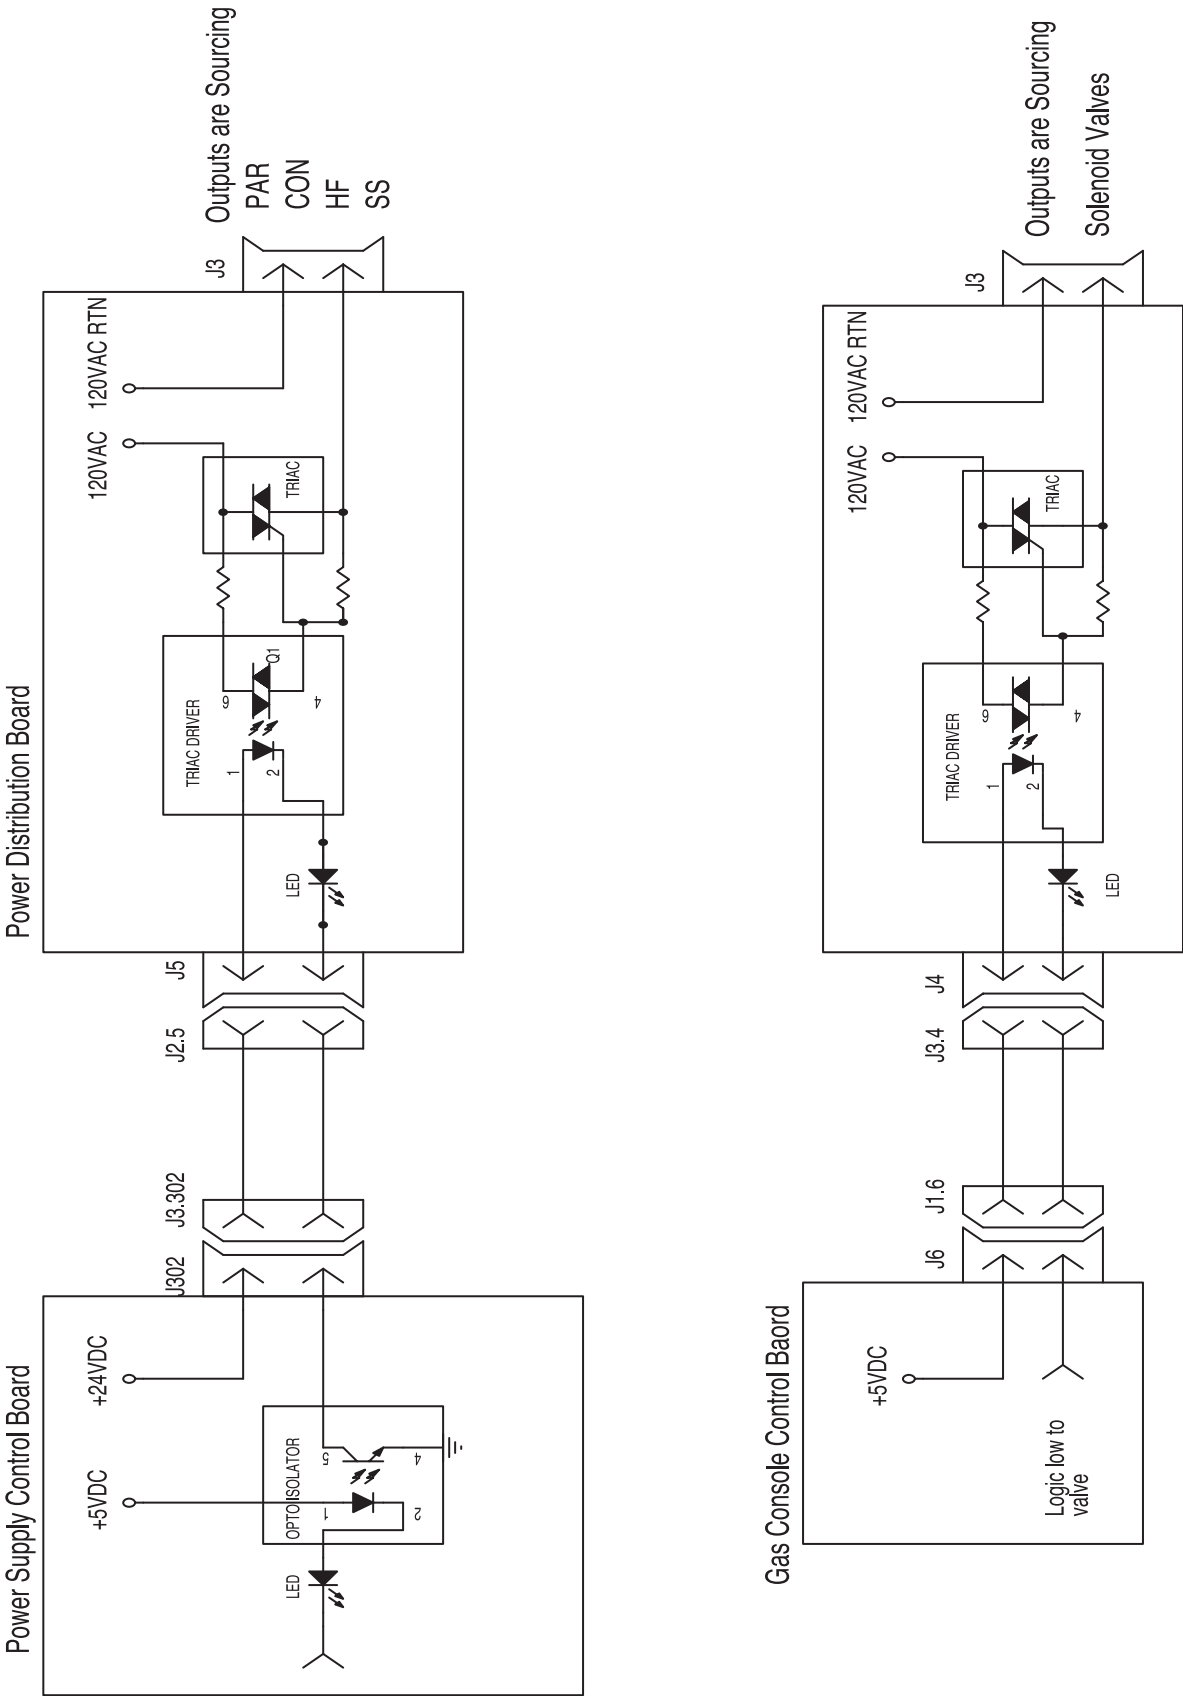 Power Supply Control Board
+5VDC
+24VDC
LED
OPTOISOLATOR
1
2
5
4
J302
J3.302
J2.5
J5
Power Distribution Board
LED
TRIAC DRIVER
1
2
6
4
Q1
TRIAC
120VAC
120VAC RTN
J3
Outputs are Sourcing
PAR
CON
HF
SS
Gas Console Control Baord
+5VDC
Logic low to
valve
J6
J1.6
J3.4
J4
LED
TRIAC DRIVER
1
2
6
4
TRIAC
120VAC
120VAC RTN
J3
Outputs are Sourcing
Solenoid Valves